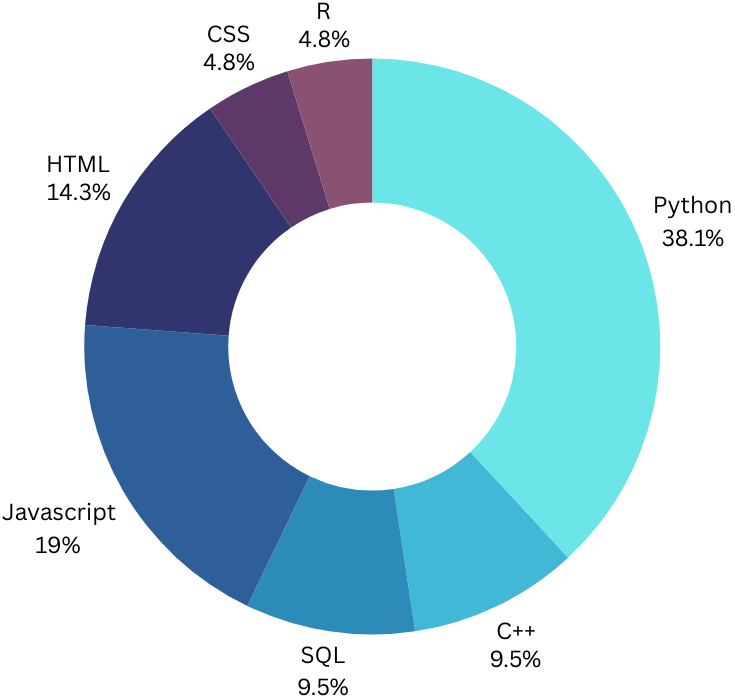 R
4.8%
CSS
4.8%
HTML
14.3%
Python
38.1%
Javascript
19%
C++
9.5%
SQL
9.5%